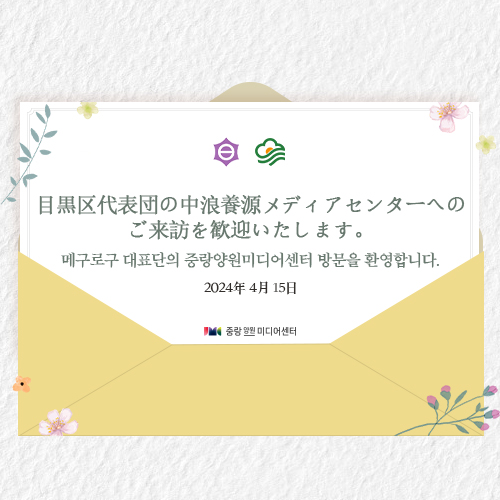 目黒区代表団の中浪養源メディアセンターへの
ご来訪を歓迎いたします。
메구로구 대표단의 중랑양원미디어센터 방문을 환영합니다.
2024年 4月 15日
중랑 양원 미디어센터